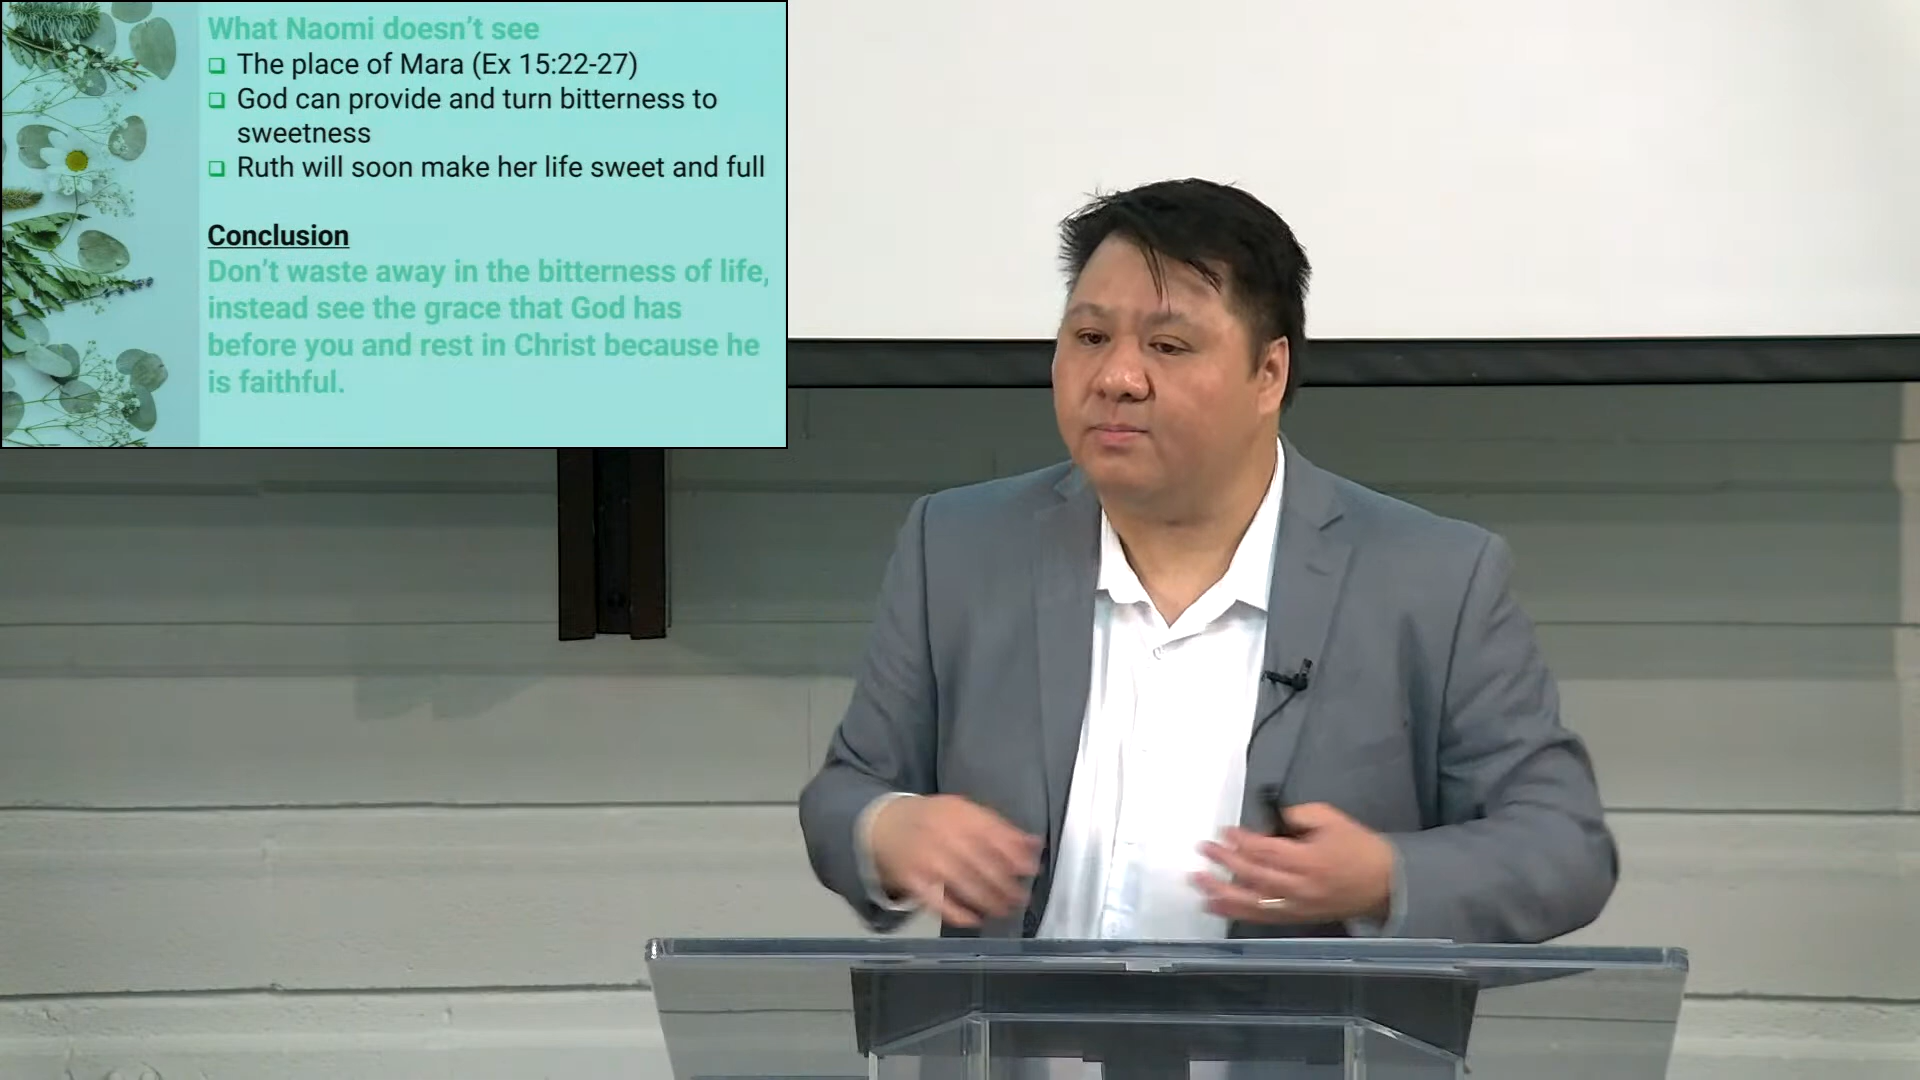 What Naomi doesn’t see
The place of Mara (Ex 15:22-27)
God can provide and turn bitterness to
sweetness
Ruth will soon make her life sweet and full
Conclusion
Don’t waste away in the bitterness of life,
instead see the grace that God has
before you and rest in Christ because he
is faithful.